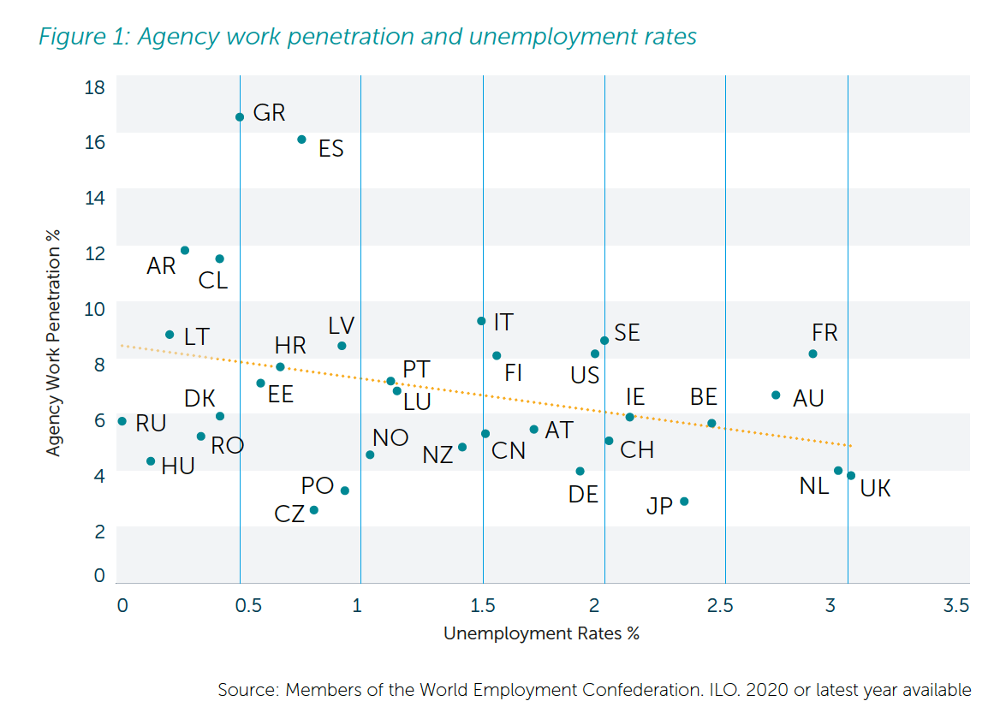 Figure 1: Agency work penetration and unemployment rates
18
GR
16
ES
14
12
AR
CL
10
LV
IT
SE
FR
LT
HR
8
PT
FI
US
EE
LU
IE
BE
AU
DK
6
RU
RO
NO
NZ
CN
AT
CH
HU
4
PO
DE
NL
UK
CZ
JP
2
0
Agency Work Penetration %
0 0.5 1 1.5 2 2.5 3 3.5
Unemployment Rates %
Source: Members of the World Employment Confederation. ILO. 2020 or latest year available